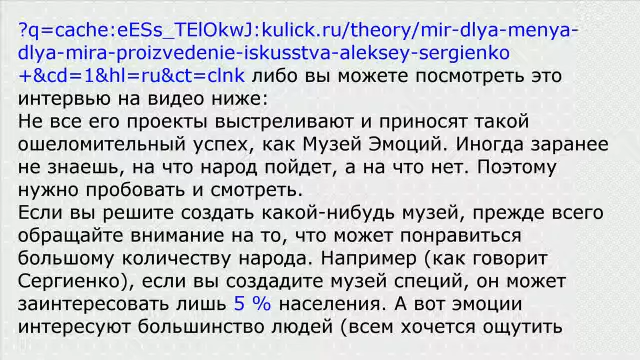 ?q=cache:eESs_TElOkwJ:kulick.ru/theory/mir-dlya-menya-
dlya-mira-proizvedenie-iskusstva-aleksey-sergienko
+&cd=1&hl=ru&ct=clnk либо вы можете посмотреть это
интервью на видео ниже:
Не все его проекты выстреливают и приносят такой
ошеломительный успех, как Музей Эмоций. Иногда заранее
не знаешь, на что народ пойдет, а на что нет. Поэтому
нужно пробовать и смотреть.
Если вы решите создать какой-нибудь музей, прежде всего
обращайте внимание на то, что может понравиться
большому количеству народа. Например (как говорит
Сергиенко), если вы создадите музей специй, он может
заинтересовать лишь 5 % населения. А вот эмоции
интересуют большинство людей (всем хочется ощутить